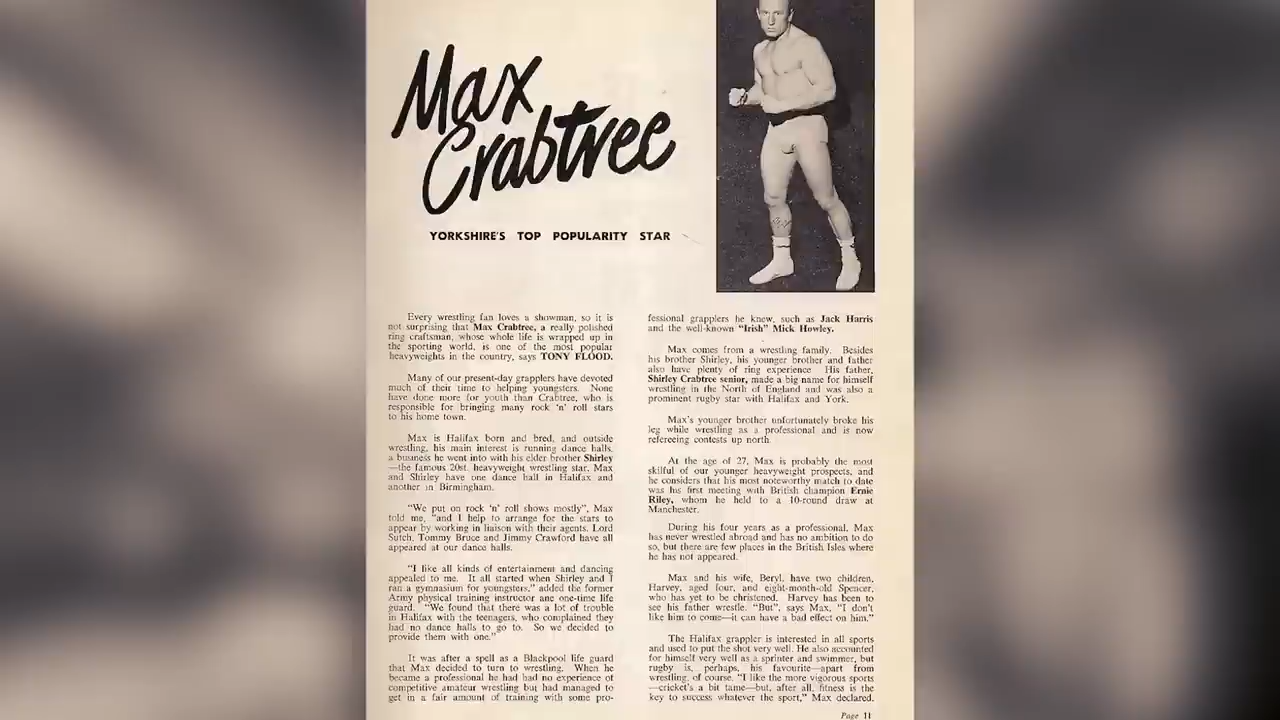 Max
Crabtree
YORKSHIRE'S TOP POPULARITY STAR
Every wrestling fan loves a showman, so it is
not surprising that Max Crabtree, a really polished
ring craftsman, whose whole life is wrapped up in
the sporting world, is one of the most popular
heavyweights in the country, says TONY FLOOD.
Many of our present-day grapplers have devoted
much of their time to helping youngsters. None
have done more for youth than Crabtree, who is
responsible for bringing many rock 'n' roll stars
to his home town.
Max is Halifax born and bred, and outside
wrestling, his main interest is running dance halls,
a business he went into with his elder brother Shirley
—the famous 20st. heavyweight wrestling star. Max
and Shirley have one dance hall in Halifax and
another in Birmingham.
"We put on rock 'n' roll shows mostly", Max
told me, "and I help to arrange for the stars to
appear by working in liaison with their agents. Lord
Sutch, Tommy Bruce and Jimmy Crawford have all
appeared at our dance halls.
"I like all kinds of entertainment and dancing
appealed to me. It all started when Shirley and I
ran a gymnasium for youngsters," added the former
Army physical training instructor ane one-time life
guard. "We found that there was a lot of trouble
in Halifax with the teenagers, who complained they
had no dance halls to go to. So we decided to
provide them with one."
It was after a spell as a Blackpool life guard
that Max decided to turn to wrestling. When he
became a professional he had had no experience of
competitive amateur wrestling but had managed to
get in a fair amount of training with some pro-
fessional grapplers he knew, such as Jack Harris
and the well-known "Irish" Mick Howley.
Max comes from a wrestling family. Besides
his brother Shirley, his younger brother and father
also have plenty of ring experience His father,
Shirley Crabtree senior, made a big name for himself
wrestling in the North of England and was also a
prominent rugby star with Halifax and York.
Max's younger brother unfortunately broke his
leg while wrestling as a professional and is now
refereeing contests up north.
At the age of 27, Max is probably the most
skilful of our younger heavyweight prospects, and
he considers that his most noteworthy match to date
was his first meeting with British champion Ernie
Riley, whom he held to a 10-round draw at
Manchester.
During his four years as a professional, Max
has never wrestled abroad and has no ambition to do
so, but there are few places in the British Isles where
he has not appeared.
Max and his wife, Beryl, have two children,
Harvey, aged four, and eight-month-old Spencer,
who has yet to be christened. Harvey has been to
see his father wrestle. "But", says Max, "I don't
like him to come—it can have a bad effect on him."
The Halifax grappler is interested in all sports
and used to put the shot very well. He also accounted
for himself very well as a sprinter and swimmer, but
rugby is, perhaps, his favourite—apart from
wrestling, of course. "I like the more vigorous sports
—cricket's a bit tame—but, after all, fitness is the
key to success whatever the sport," Max declared.
Page 11